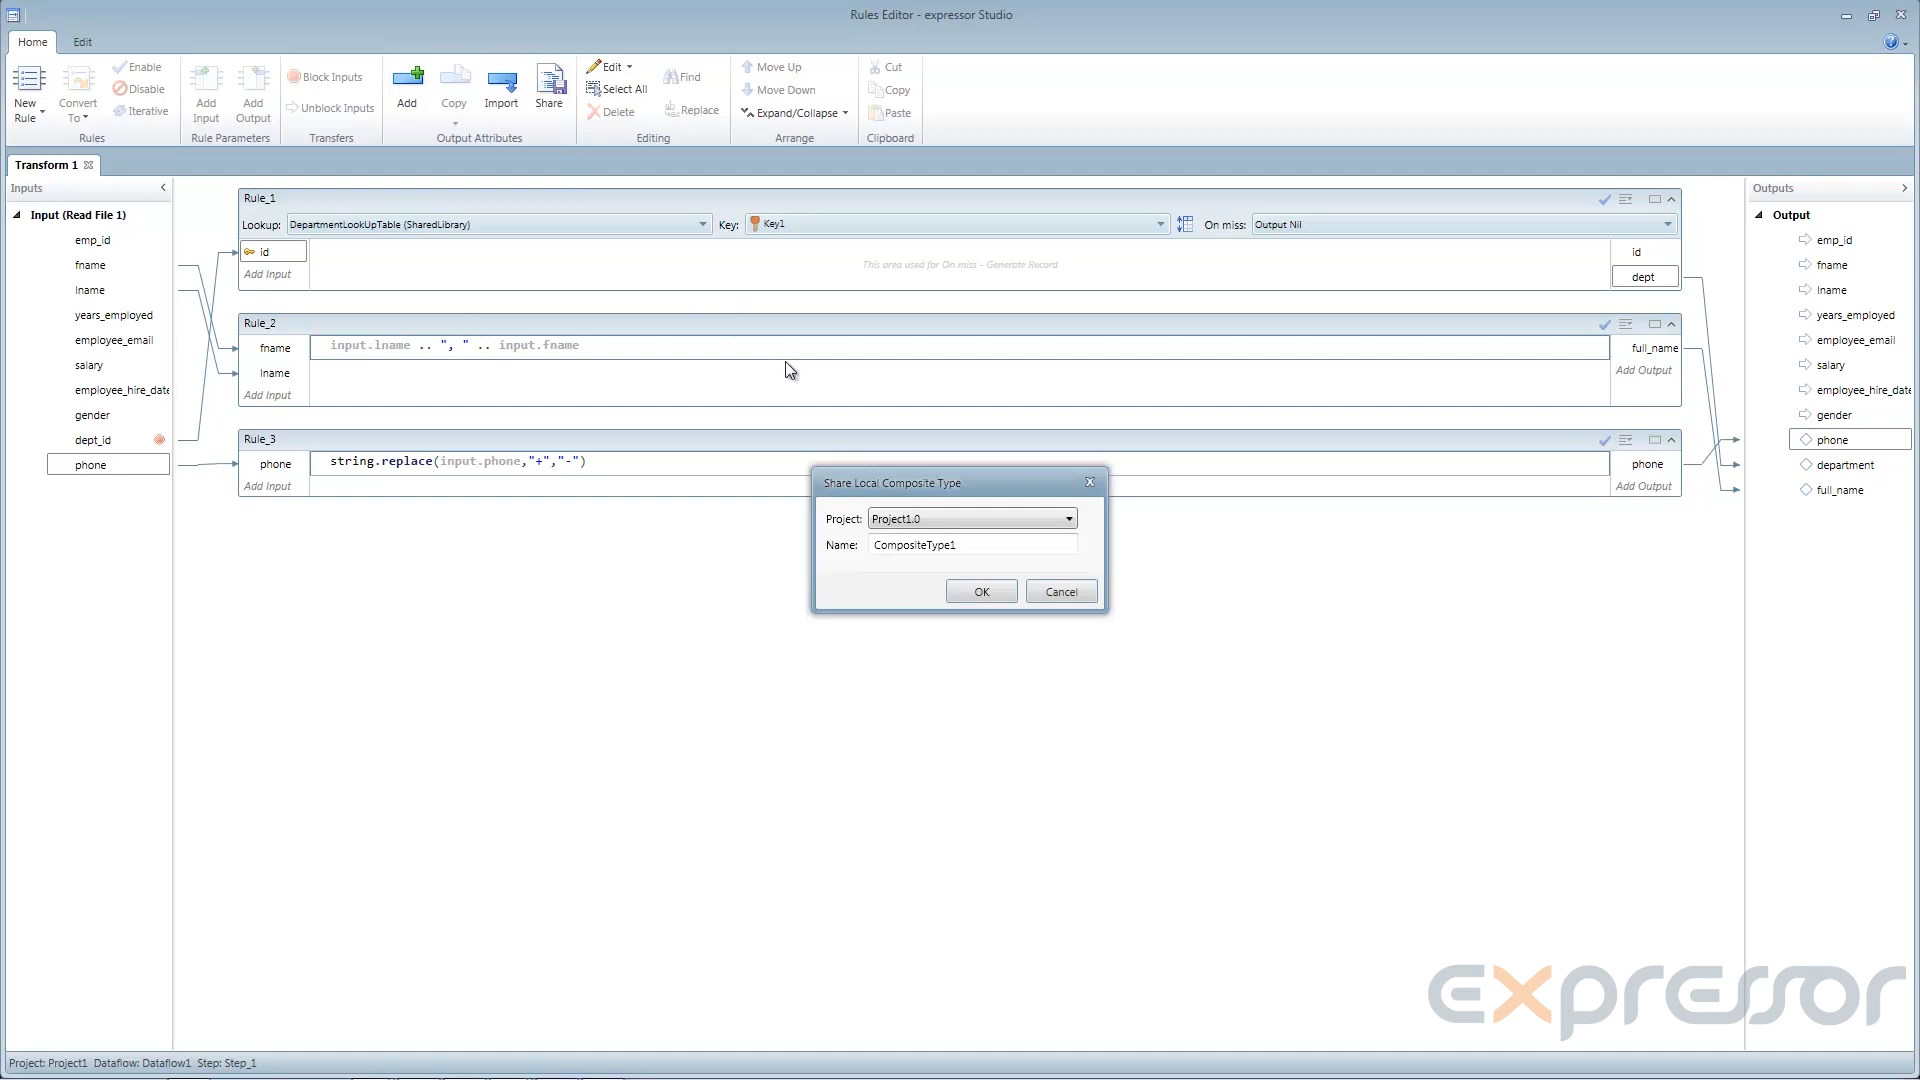 Rules Editor - expressor Studio
Home Edit
New Rule
Convert To
Enable
Disable
Iterative
Rules
Add Input
Add Output
Rule Parameters
Block Inputs
Unblock Inputs
Transfers
Add
Copy
Import
Share
Output Attributes
Edit
Select All
Delete
Find
Replace
Editing
Move Up
Move Down
Expand/Collapse
Arrange
Cut
Copy
Paste
Clipboard
Transform 1
Inputs
Input (Read File 1)
emp_id
fname
lname
years_employed
employee_email
salary
employee_hire_date
gender
dept_id
phone
Rule_1
Lookup: DepartmentLookUpTable (SharedLibrary) Key: Key1 On miss: Output Nil
id
Add Input
This area used for On miss - Generate Record
id
dept
Rule_2
fname
lname
Add Input
input.lname .. ", " .. input.fname
full_name
Add Output
Rule_3
phone
Add Input
string.replace(input.phone,"+","-")
phone
Add Output
Share Local Composite Type
Project: Project1.0
Name: CompositeType1
OK Cancel
Outputs
Output
emp_id
fname
lname
years_employed
employee_email
salary
employee_hire_date
gender
phone
department
full_name
expressor
Project: Project1 Dataflow: Dataflow1 Step: Step_1